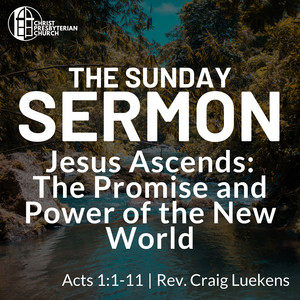 CHRIST
PRESBYTERIAN
CHURCH
THE SUNDAY
SERMON
Jesus Ascends:
The Promise and
Power of the New
World
Acts 1:1-11 | Rev. Craig Luekens